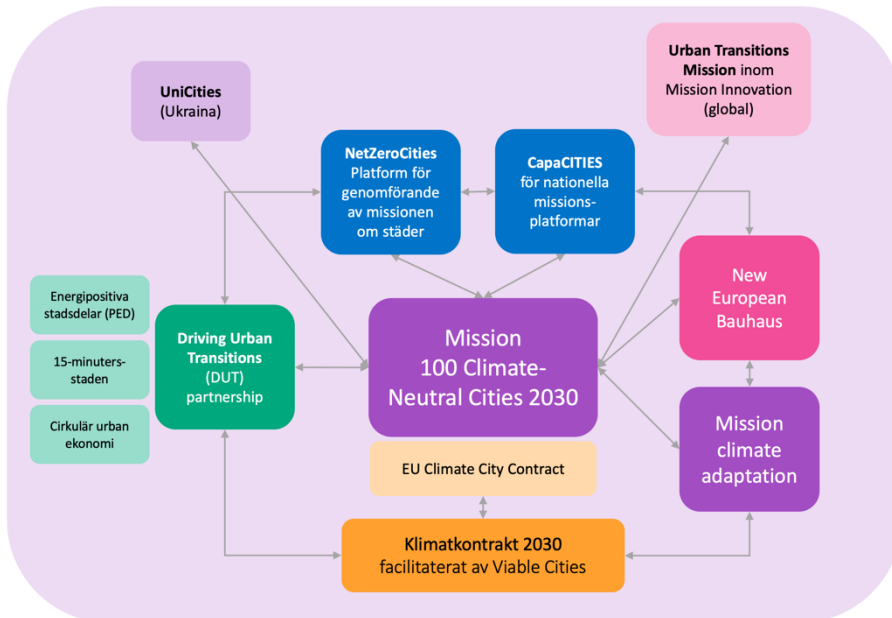 UniCities
(Ukraina)
Urban Transitions
Mission inom
Mission Innovation
(global)
NetZeroCities
Platform för
genomförande
av missionen
om städer
CapaCITIES
för nationella
missions-
platformar
Energipositiva
stadsdelar (PED)
15-minuters-
staden
Cirkulär urban
ekonomi
Driving Urban
Transitions
(DUT)
partnership
Mission
100 Climate-
Neutral Cities 2030
New
European
Bauhaus
Mission
climate
adaptation
EU Climate City Contract
Klimatkontrakt 2030
faciliterat av Viable Cities